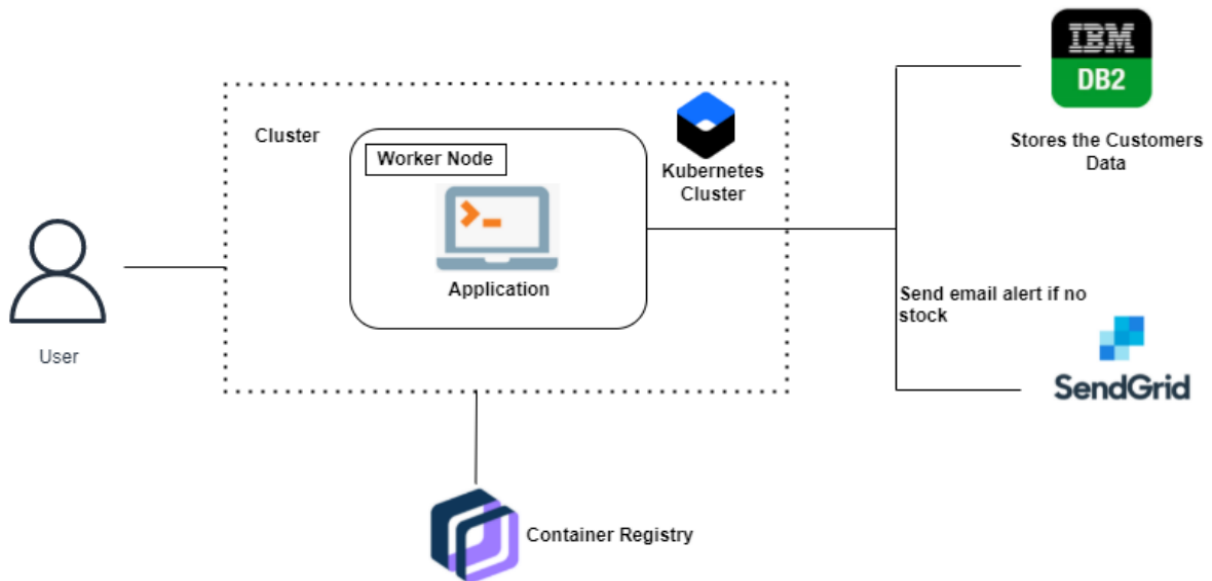 IBM
DB2
Stores the Customers
Data
Cluster
Worker Node
Kubernetes
Cluster
Application
User
Send email alert if no
stock
SendGrid
Container Registry